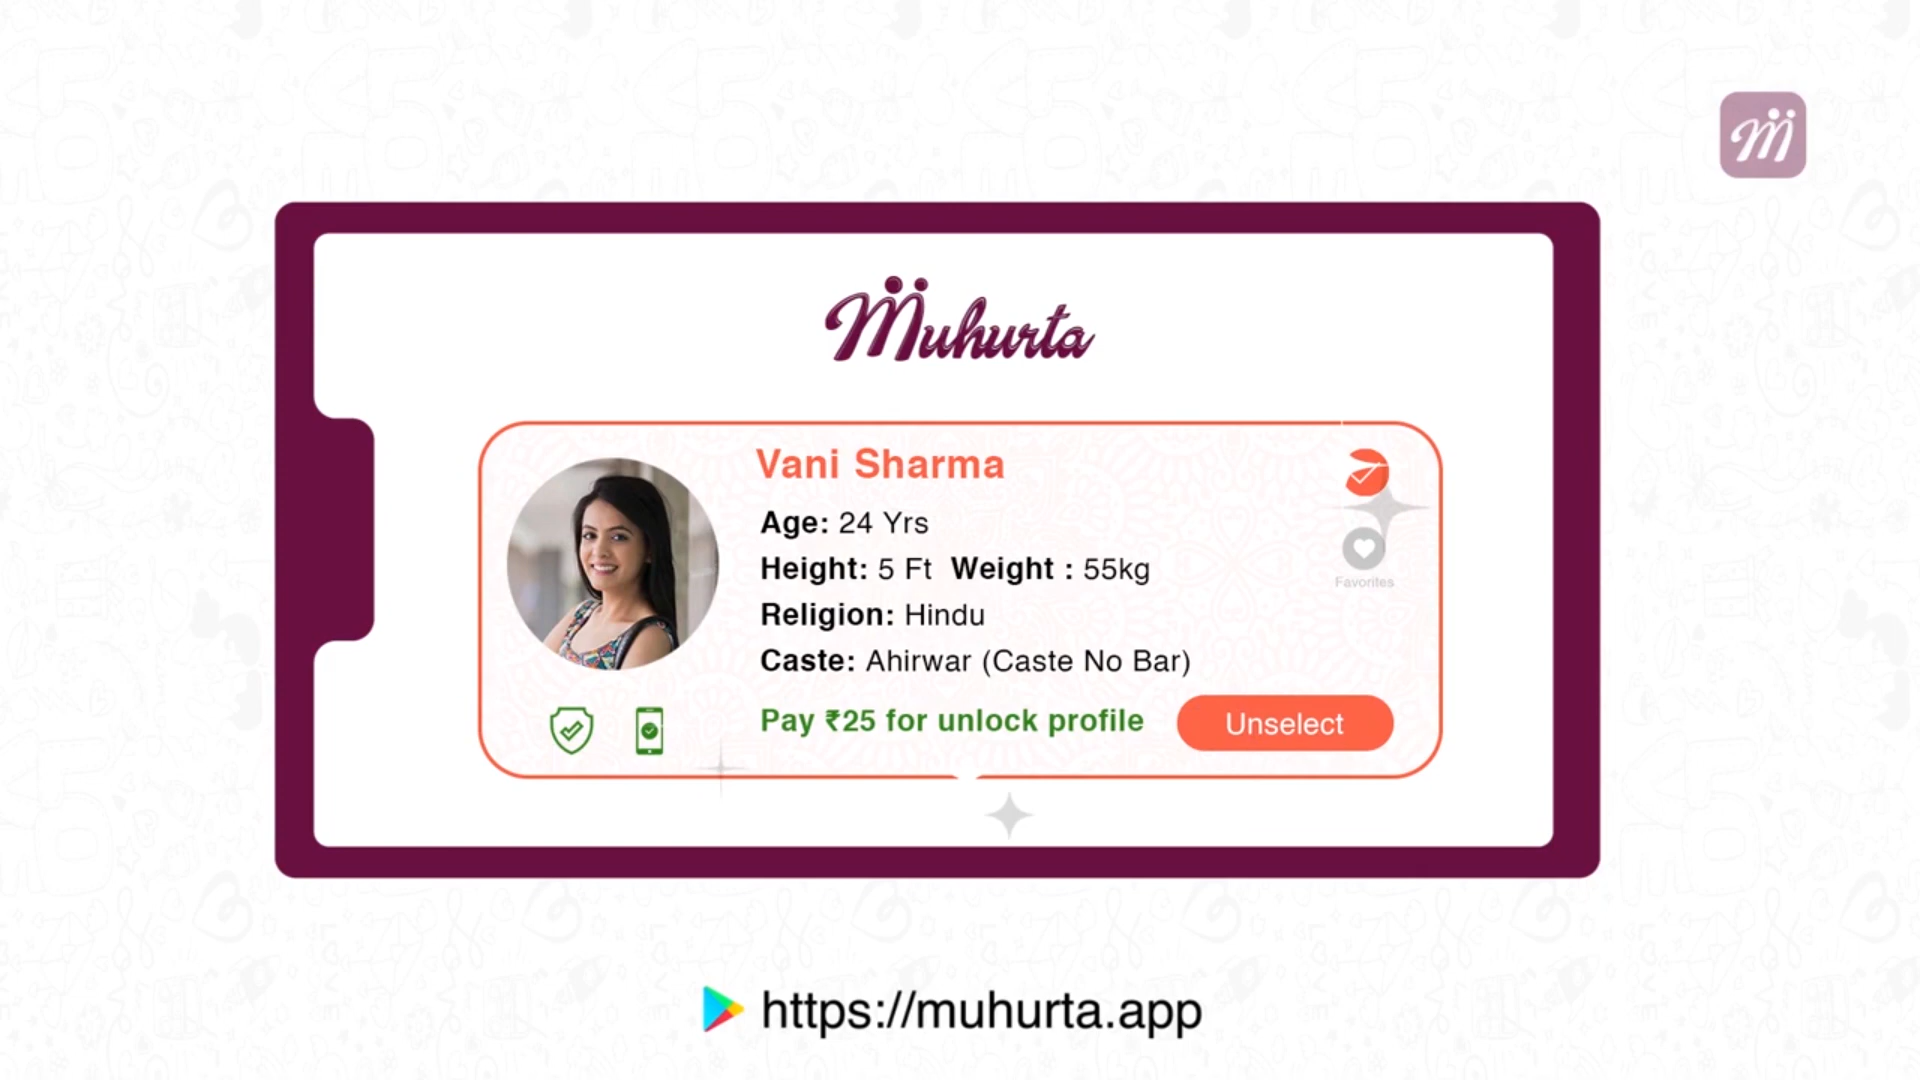 Muhurta
Vani Sharma
Age: 24 Yrs
Height: 5 Ft Weight : 55kg
Favorites
Religion: Hindu
Caste: Ahirwar (Caste No Bar)
Pay ₹25 for unlock profile
Unselect
https://muhurta.app